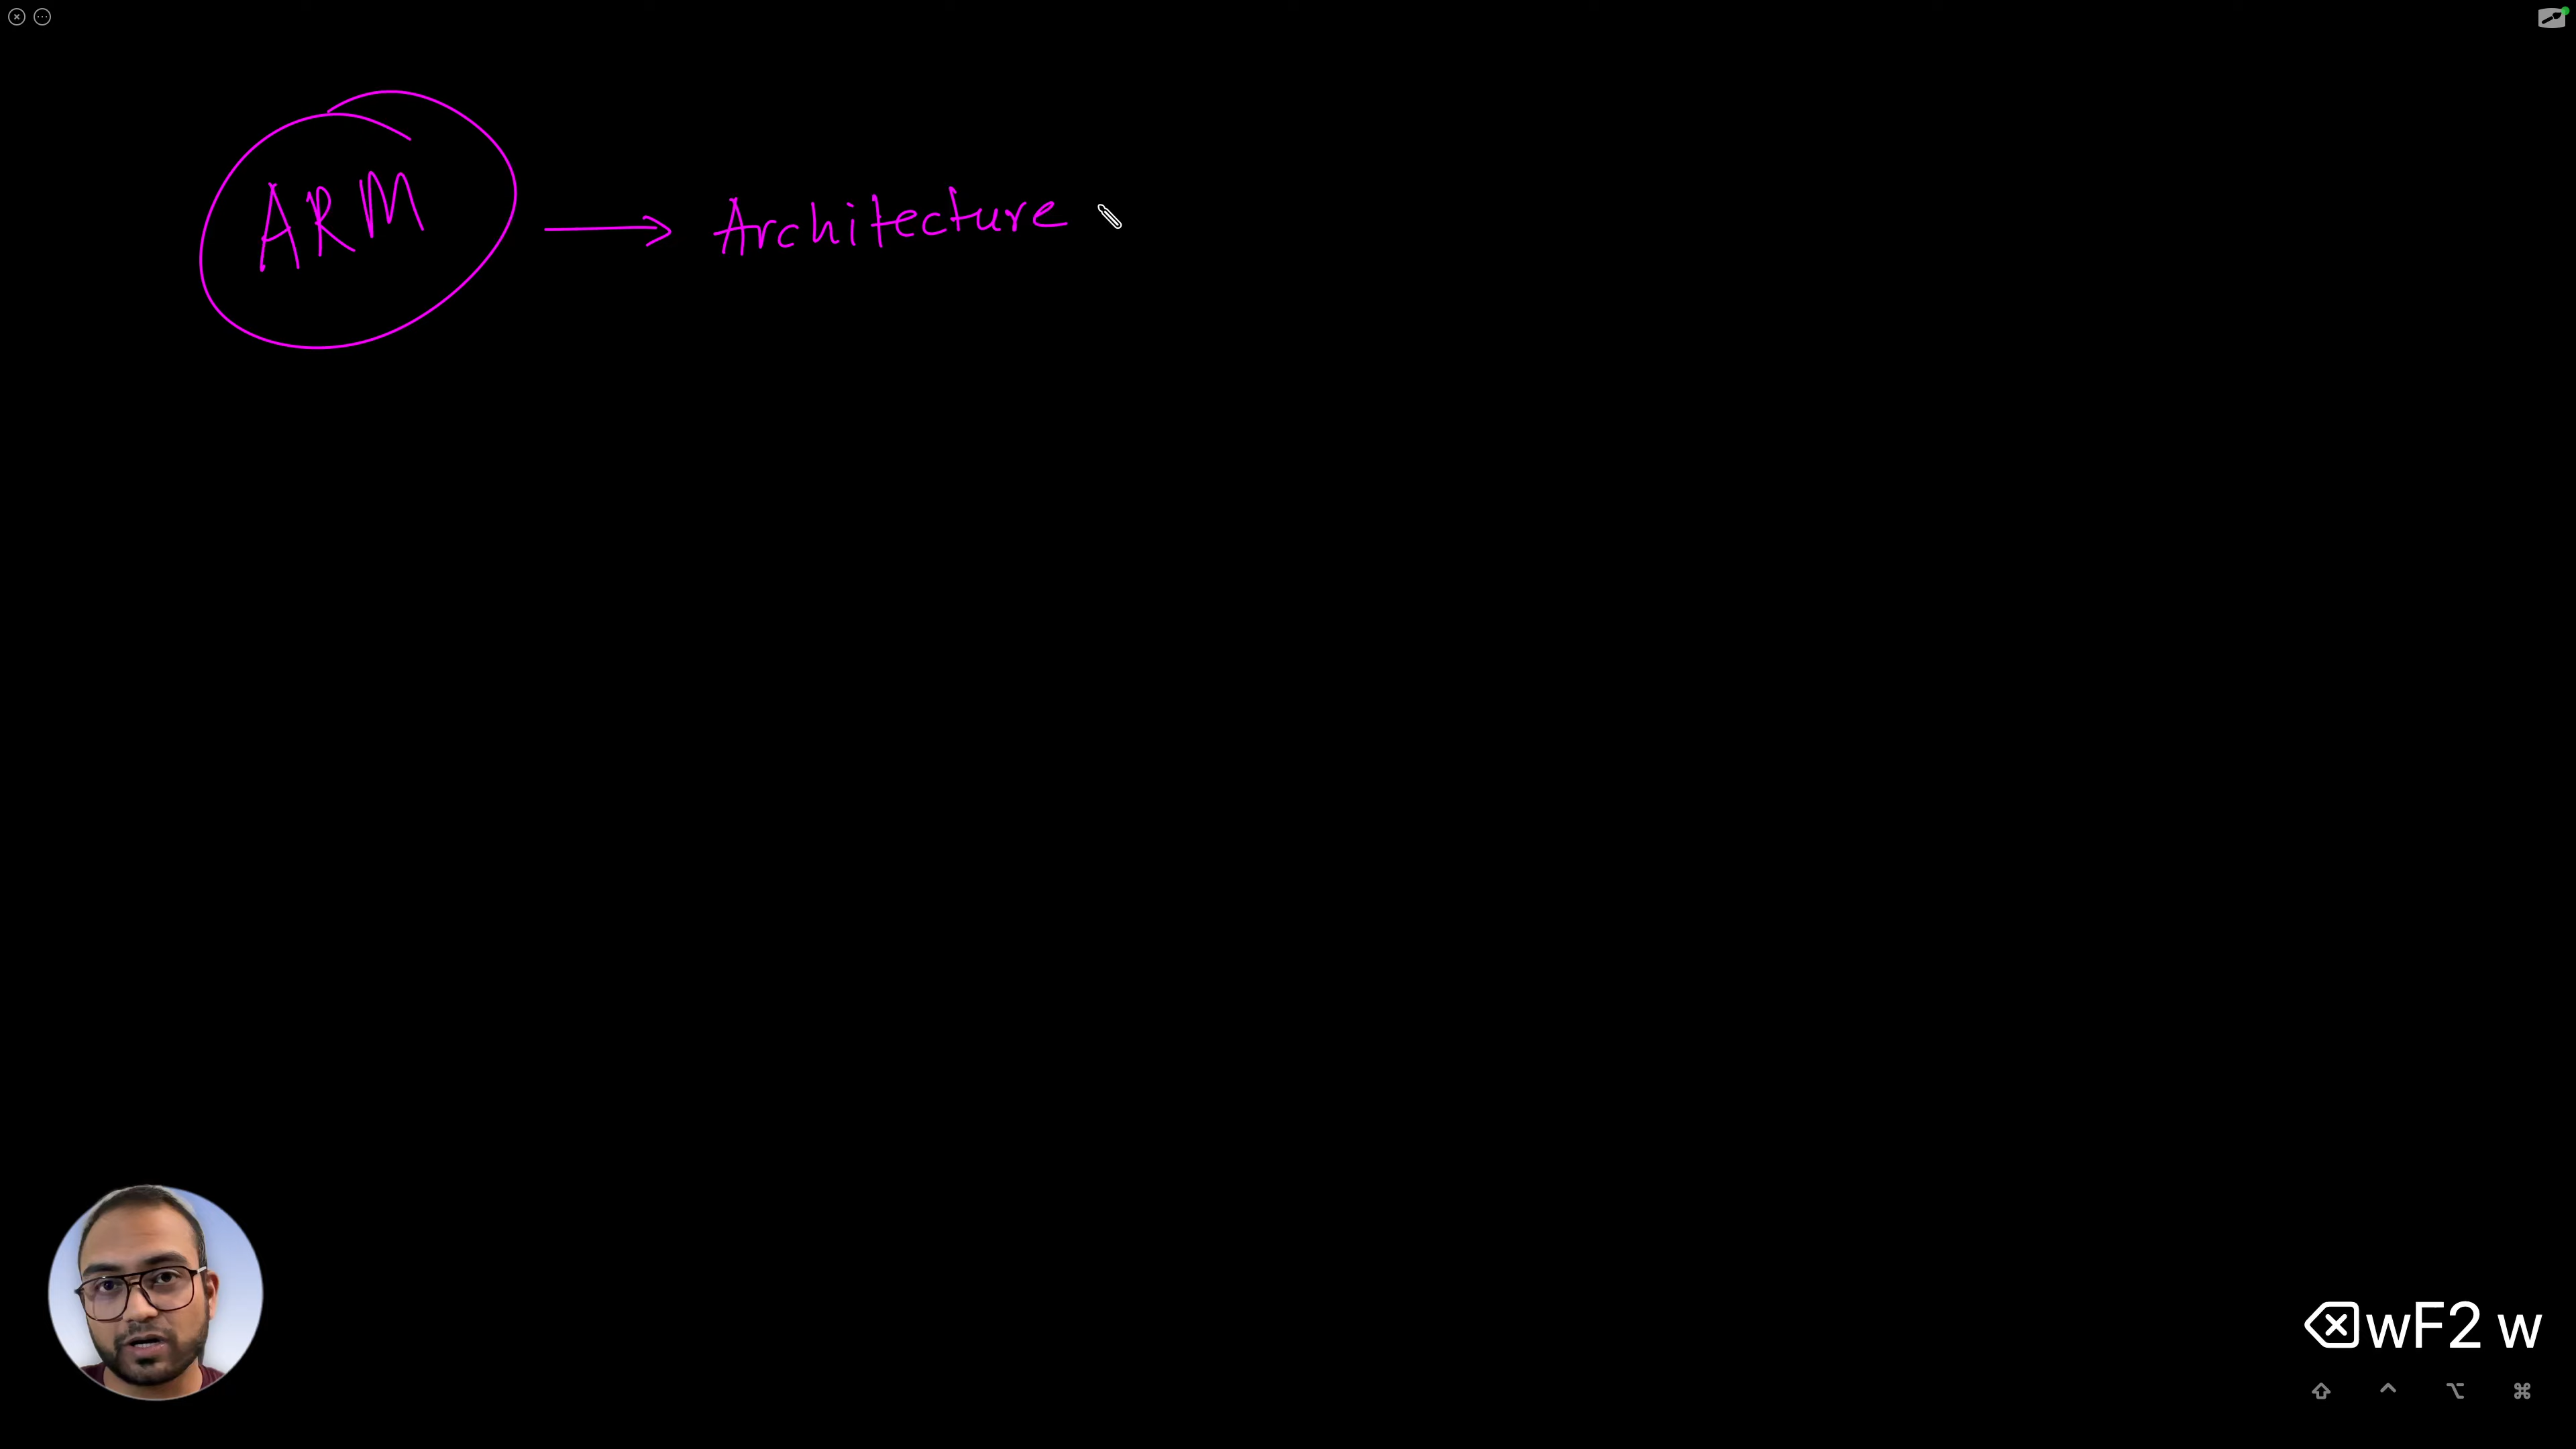 ARM → Architecture
⌫wF2 w
⇧ ⌃ ⌥ ⌘